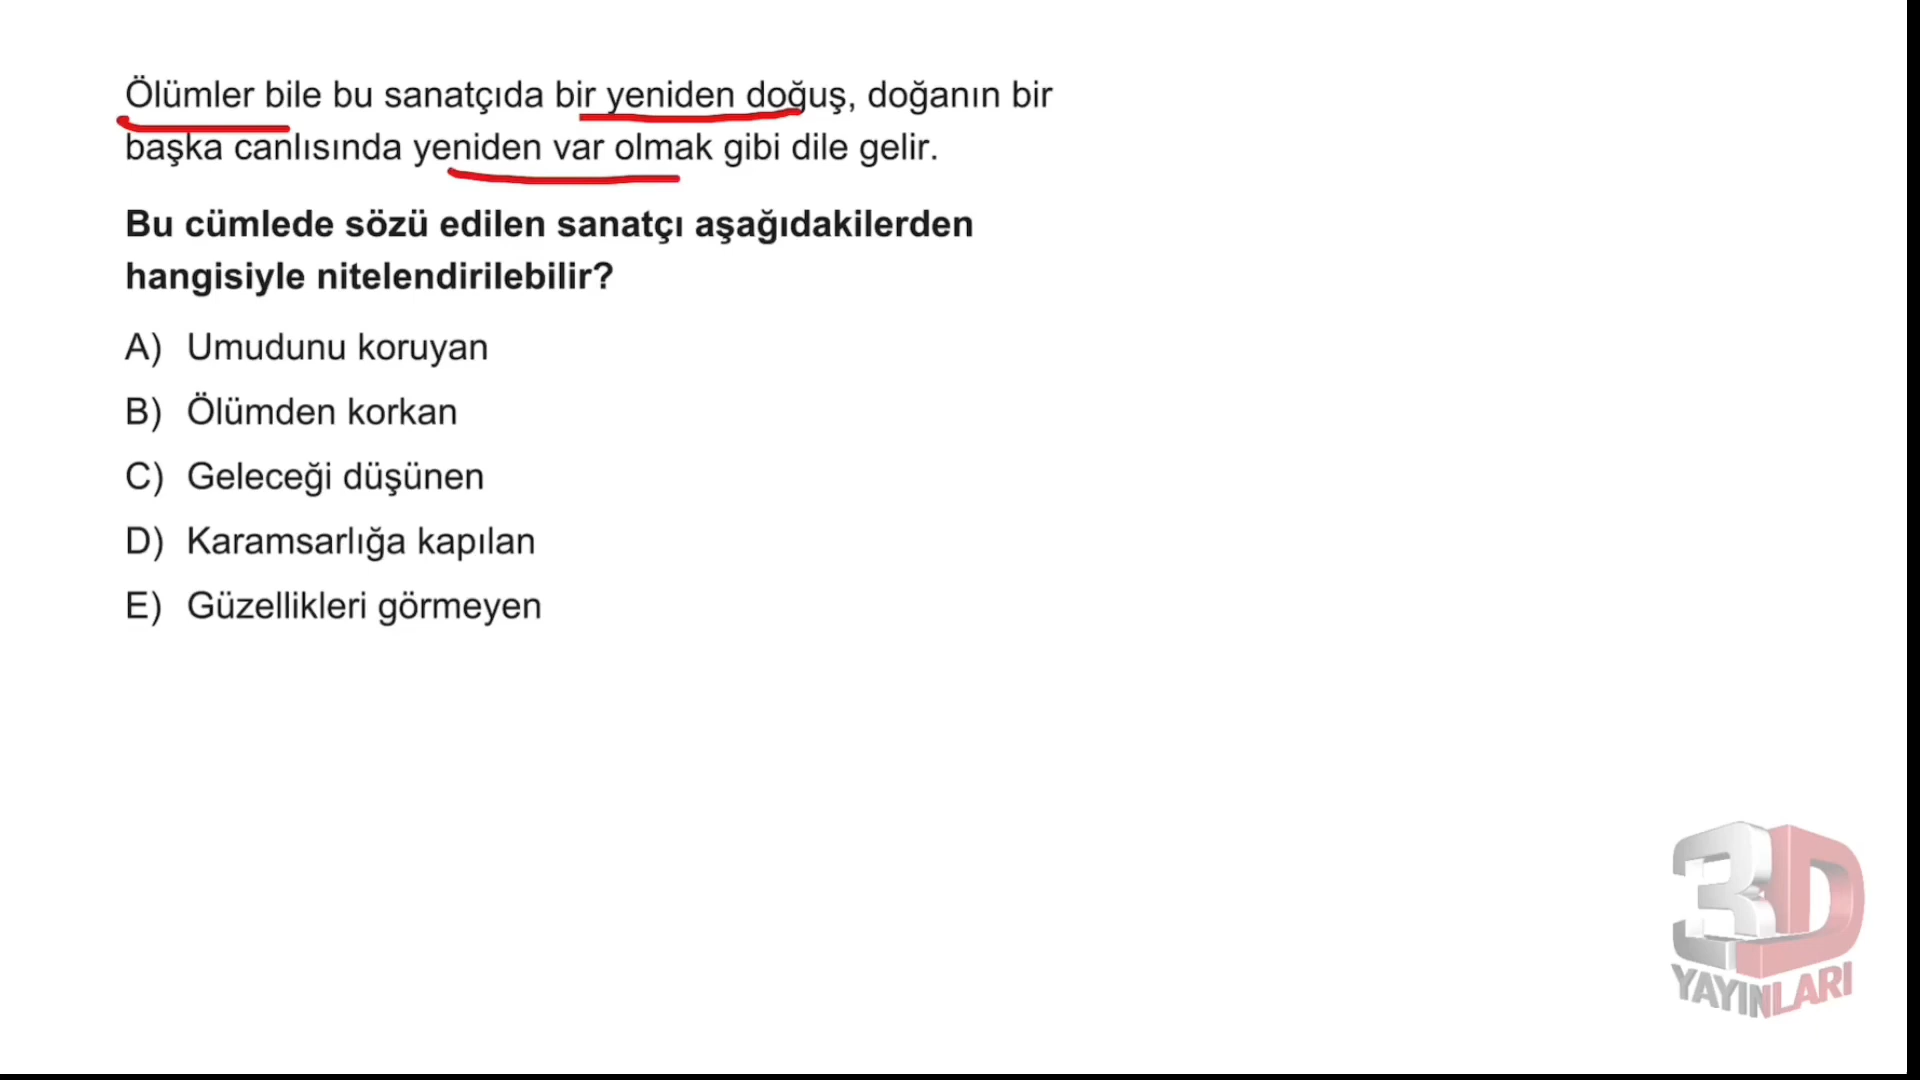 Ölümler bile bu sanatçıda bir yeniden doğuş, doğanın bir
başka canlısında yeniden var olmak gibi dile gelir.
Bu cümlede sözü edilen sanatçı aşağıdakilerden
hangisiyle nitelendirilebilir?
A) Umudunu koruyan
B) Ölümden korkan
C) Geleceği düşünen
D) Karamsarlığa kapılan
E) Güzellikleri görmeyen
3D
YAYINLARI